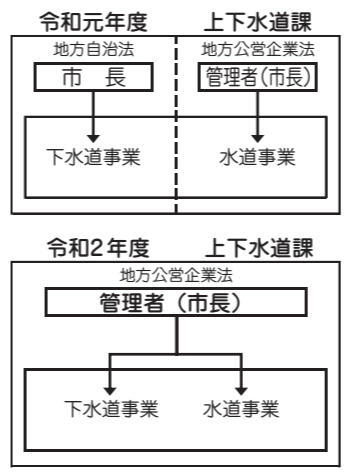 令和元年度 上下水道課
地方自治法 地方公営企業法
市 長 管理者(市長)
下水道事業 水道事業
令和2年度 上下水道課
地方公営企業法
管理者(市長)
下水道事業 水道事業